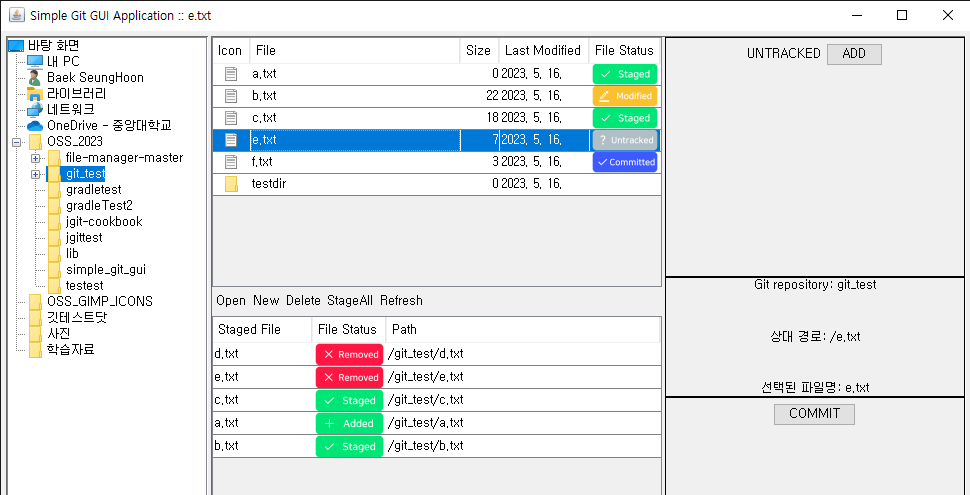 Simple Git GUI Application :: e.txt
바탕 화면
내 PC
Baek SeungHoon
라이브러리
네트워크
OneDrive - 중앙대학교
OSS_2023
file-manager-master
git_test
gradletest
gradleTest2
jgit-cookbook
jgittest
lib
simple_git_gui
testest
OSS_GIMP_ICONS
깃테스트닷
사진
학습자료
Icon File Size Last Modified File Status
a.txt 0 2023. 5. 16. Staged
b.txt 22 2023. 5. 16. Modified
c.txt 18 2023. 5. 16. Staged
e.txt 7 2023. 5. 16. ? Untracked
f.txt 3 2023. 5. 16. Committed
testdir 0 2023. 5. 16.
Open New Delete StageAll Refresh
Staged File File Status Path
d.txt Removed /git_test/d.txt
e.txt Removed /git_test/e.txt
c.txt Staged /git_test/c.txt
a.txt + Added /git_test/a.txt
b.txt Staged /git_test/b.txt
UNTRACKED ADD
Git repository: git_test
상대 경로: /e.txt
선택된 파일명: e.txt
COMMIT